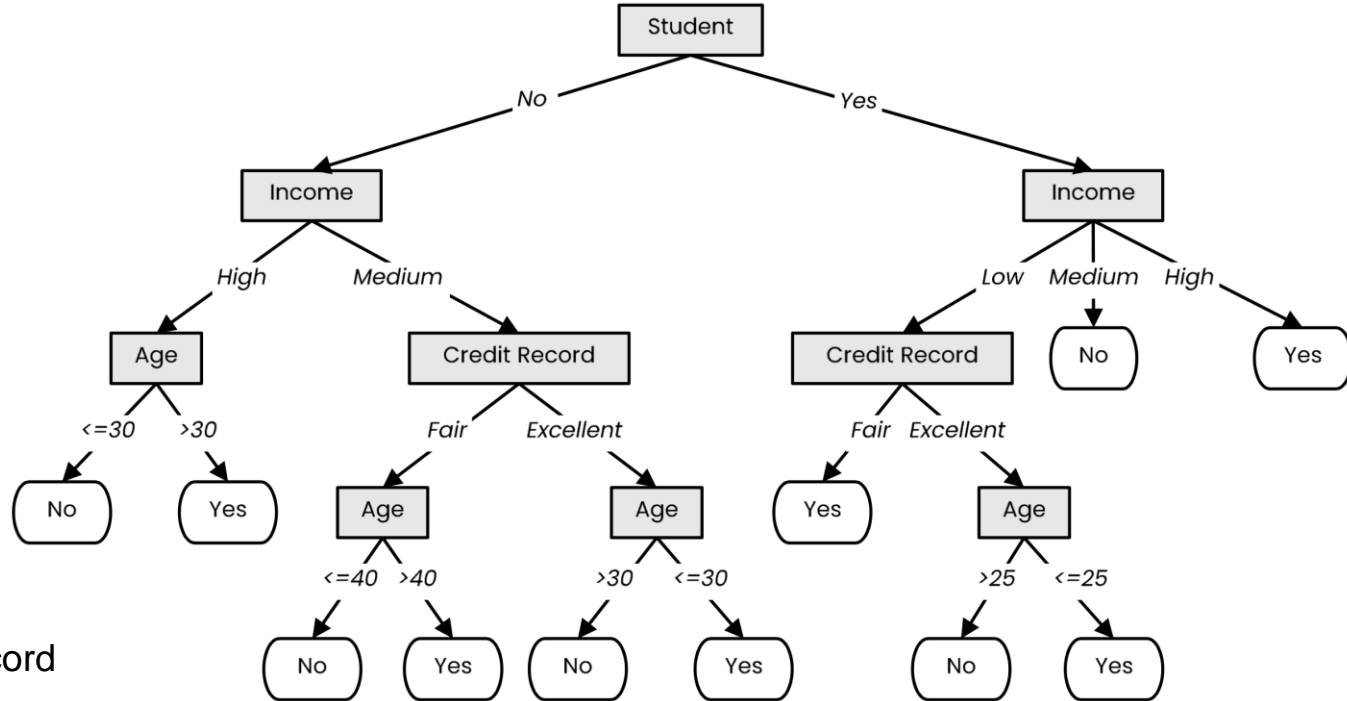 Student
No Yes
Income Income
High Medium Low Medium High
Age Credit Record Credit Record No Yes
<=30 >30 Fair Excellent Fair Excellent
No Yes Age Age Yes Age
<=40 >40 >30 <=30 >25 <=25
No Yes No Yes No Yes